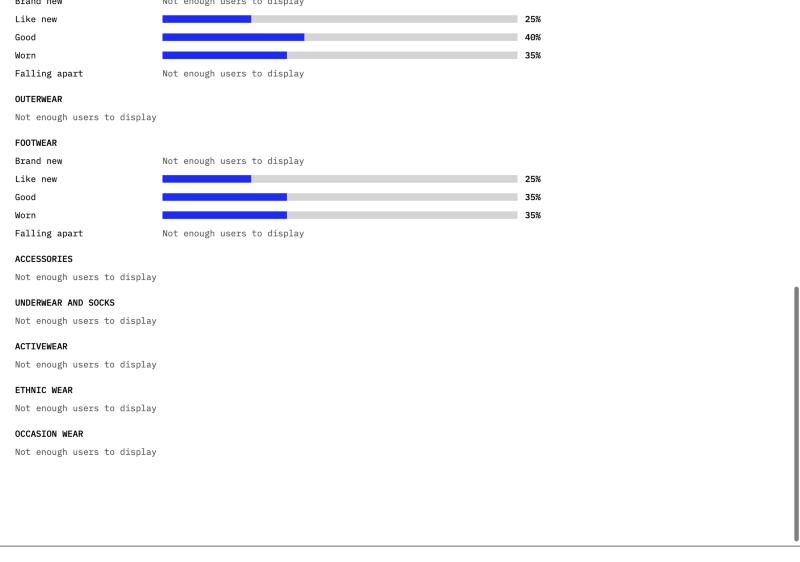 Brand new Not enough users to display
Like new 25%
Good 40%
Worn 35%
Falling apart Not enough users to display
OUTERWEAR
Not enough users to display
FOOTWEAR
Brand new Not enough users to display
Like new 25%
Good 35%
Worn 35%
Falling apart Not enough users to display
ACCESSORIES
Not enough users to display
UNDERWEAR AND SOCKS
Not enough users to display
ACTIVEWEAR
Not enough users to display
ETHNIC WEAR
Not enough users to display
OCCASION WEAR
Not enough users to display